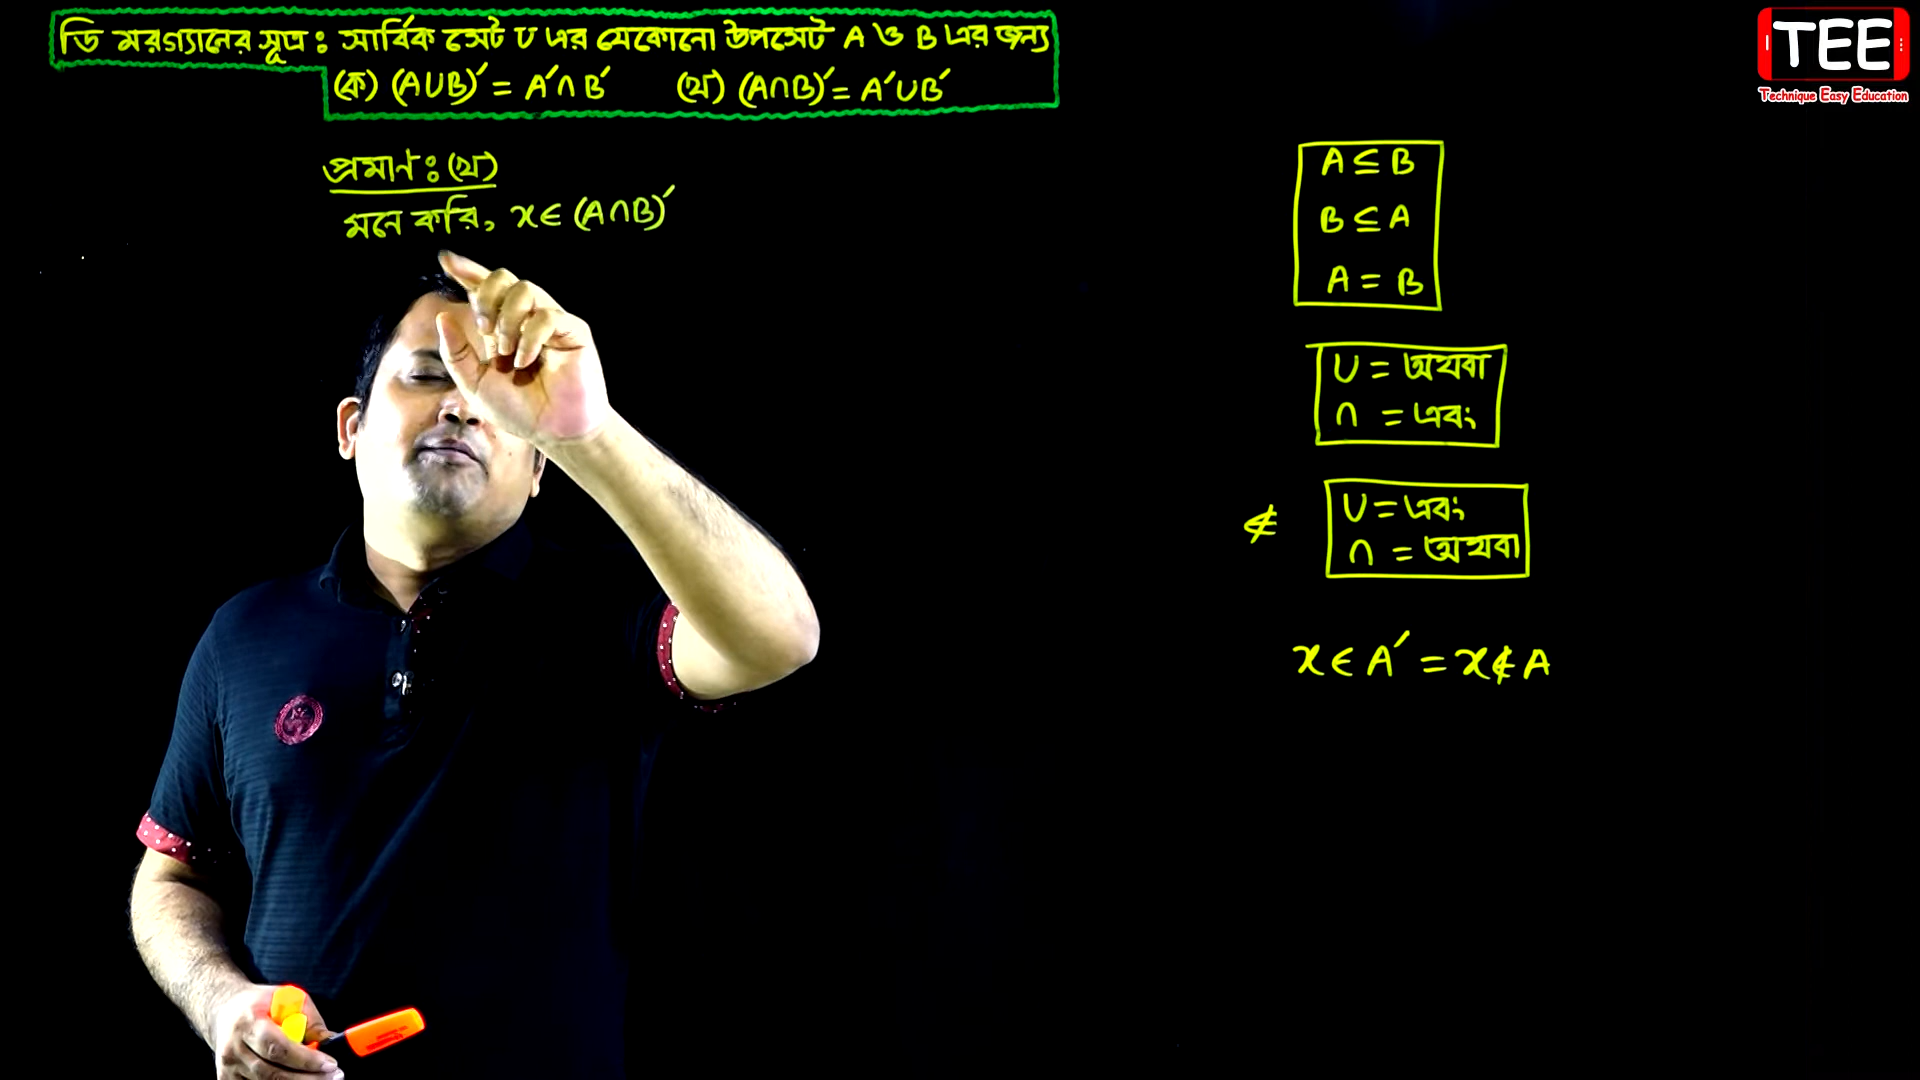 ডি মরগ্যানের সূত্র : সার্বিক সেট U এর যেকোনো উপসেট A ও B এর জন্য
(ক) (A∪B)′ = A′∩B′ (খ) (A∩B)′ = A′∪B′
TEE
Technique Easy Education
প্রমাণ : (খ)
মনে করি, x∈(A∩B)′
A ⊆ B
B ⊆ A
A = B
∪ = অথবা
∩ = এবং
∉
∪ = এবং
∩ = অথবা
x∈A′ = x∉A